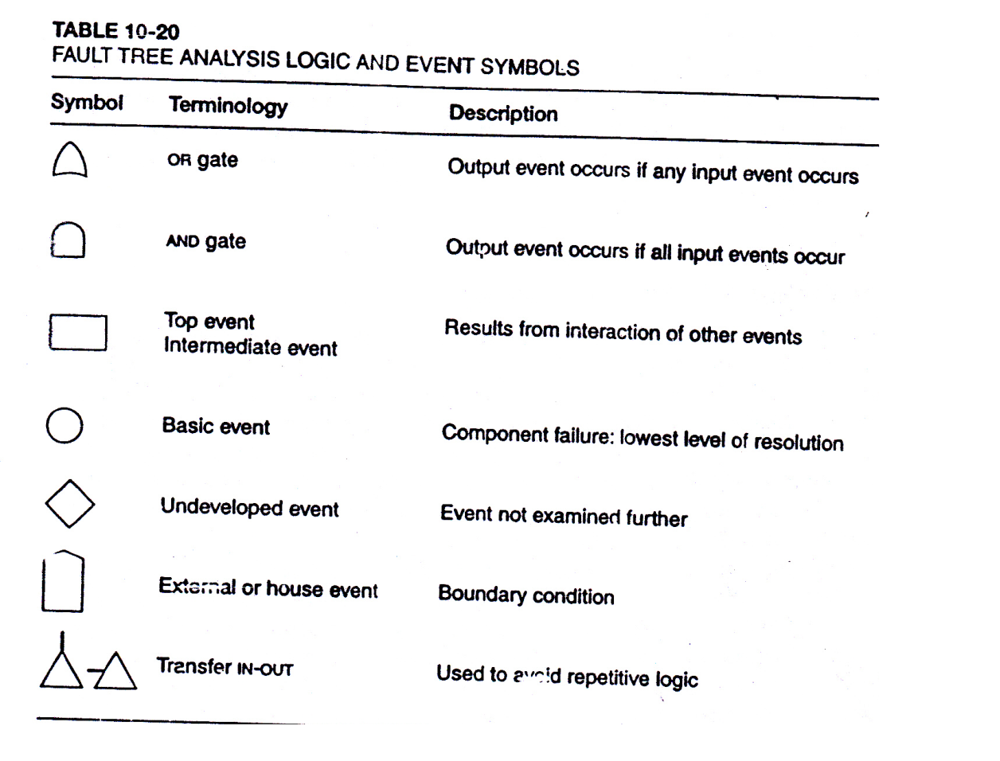 TABLE 10-20
FAULT TREE ANALYSIS LOGIC AND EVENT SYMBOLS
Symbol Terminology Description
OR gate Output event occurs if any input event occurs
AND gate Output event occurs if all input events occur
Top event Results from interaction of other events
Intermediate event
Basic event Component failure: lowest level of resolution
Undeveloped event Event not examined further
External or house event Boundary condition
Transfer IN-OUT Used to avoid repetitive logic